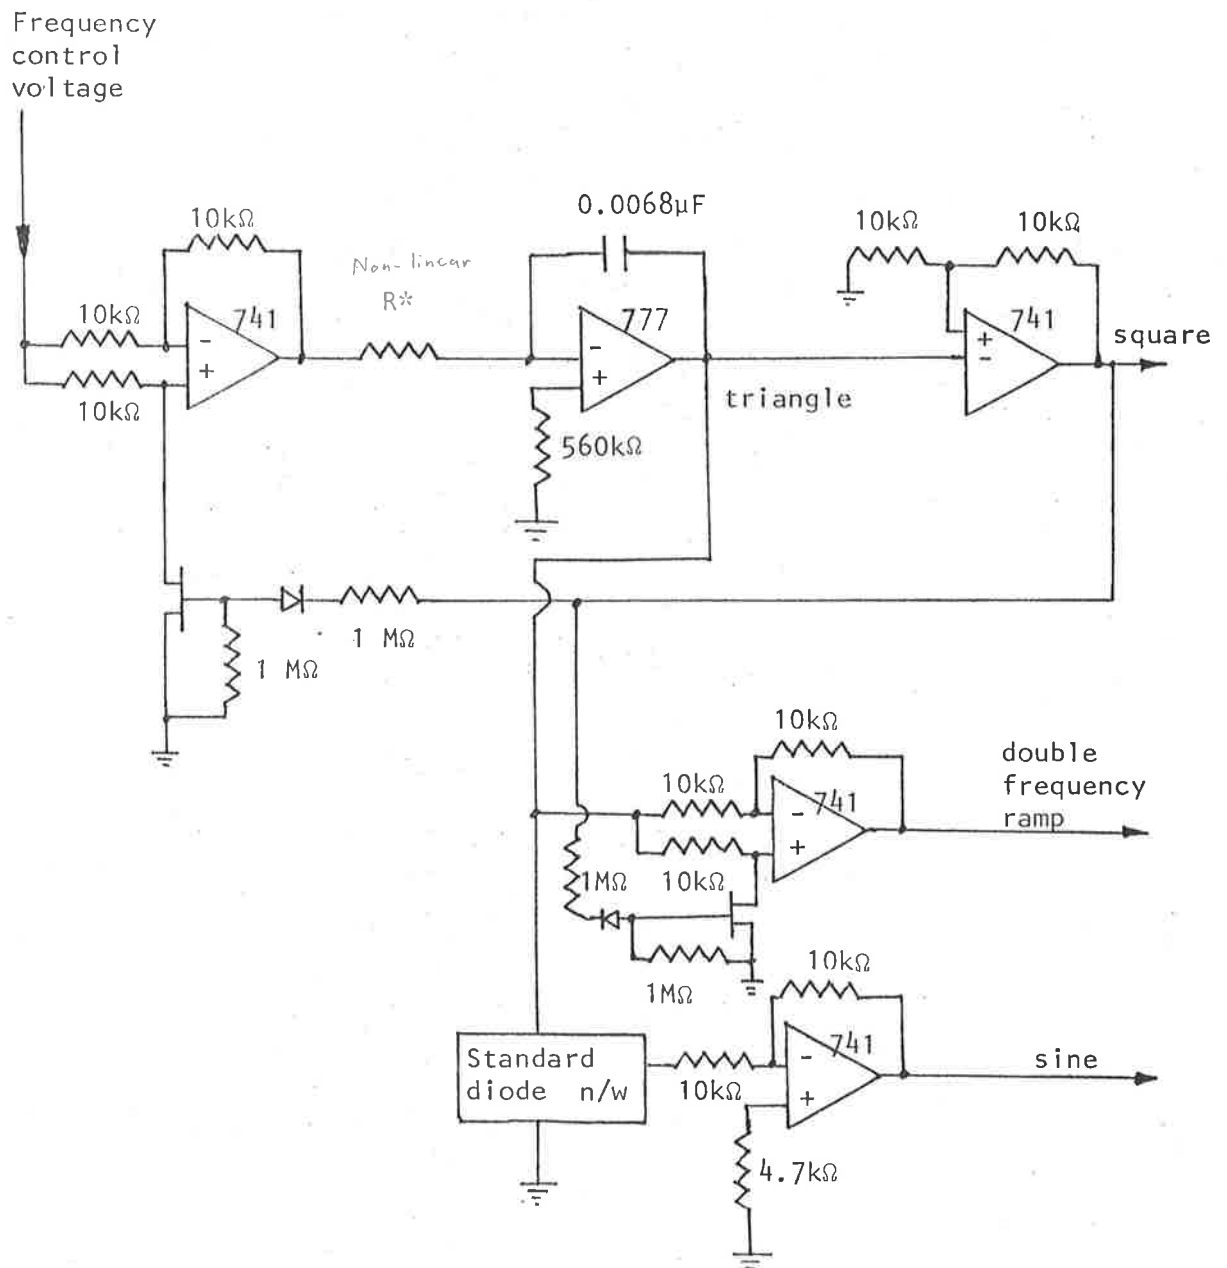 Frequency
control
voltage
0.0068µF
10kΩ
10kΩ
10kΩ
Non-linear
R*
10kΩ
741
777
741
-
+
-
+
+
-
square
10kΩ
triangle
560kΩ
1 MΩ
1 MΩ
10kΩ
double
frequency
ramp
10kΩ
741
-
+
10kΩ
1MΩ
1MΩ
10kΩ
Standard
diode n/w
10kΩ
741
-
+
sine
4.7kΩ